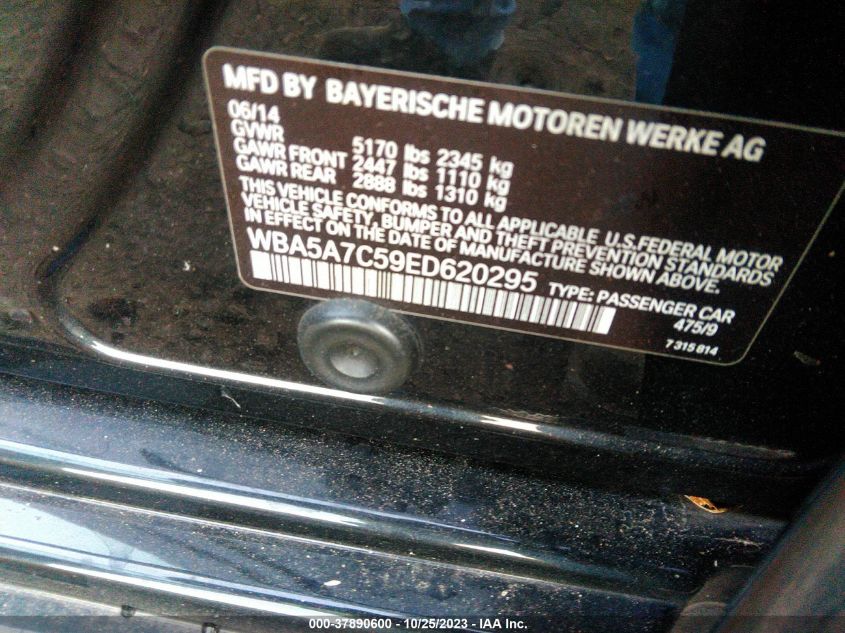 MFD BY BAYERISCHE MOTOREN WERKE AG
06/14
GVWR 5170 lbs 2345 kg
GAWR FRONT 2447 lbs 1110 kg
GAWR REAR 2888 lbs 1310 kg
THIS VEHICLE CONFORMS TO ALL APPLICABLE U.S.FEDERAL MOTOR
VEHICLE SAFETY, BUMPER AND THEFT PREVENTION STANDARDS
IN EFFECT ON THE DATE OF MANUFACTURE SHOWN ABOVE.
WBA5A7C59ED620295 TYPE: PASSENGER CAR
475/9
7315814
000-37890600 - 10/25/2023 - IAA Inc.